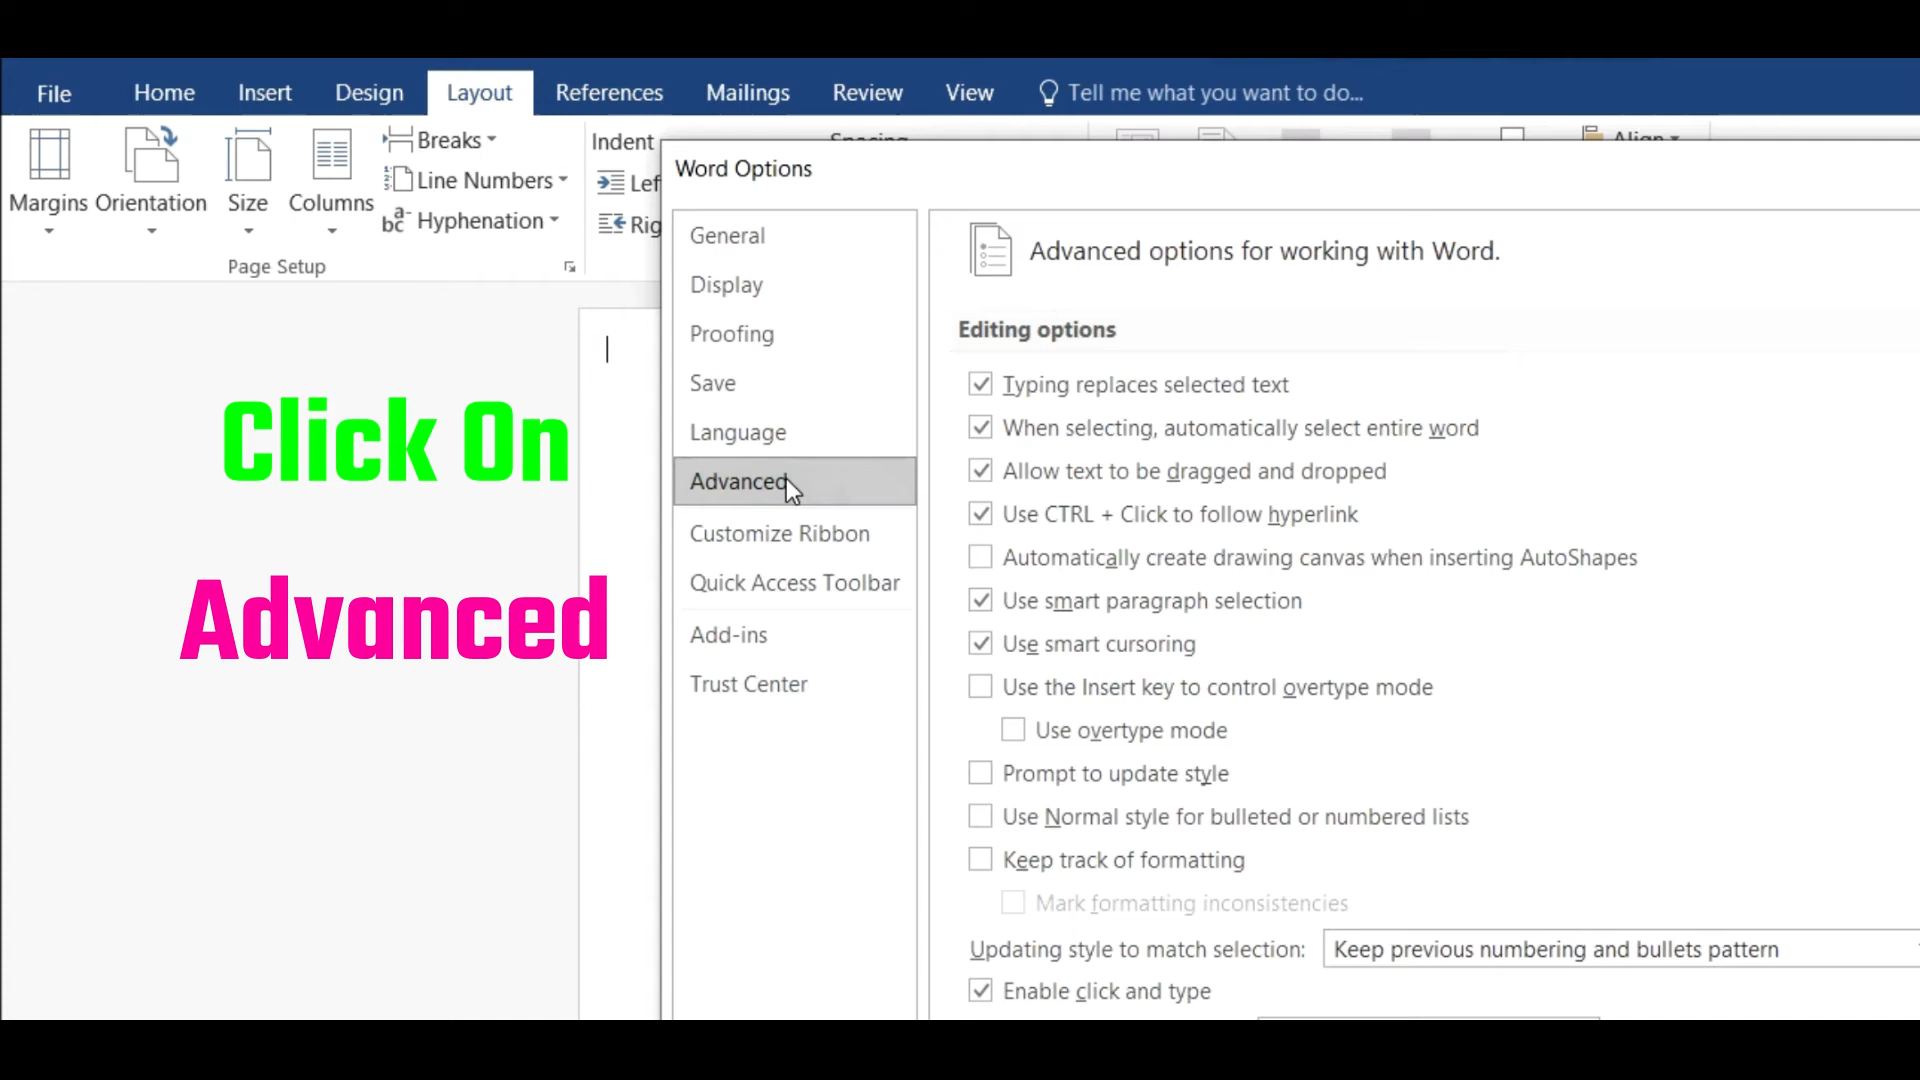 File Home Insert Design Layout References Mailings Review View Tell me what you want to do...
Margins Orientation Size Columns
Breaks
Line Numbers
Hyphenation
Page Setup
Indent
Spacing
Align
Word Options
General
Display
Proofing
Save
Language
Advanced
Customize Ribbon
Quick Access Toolbar
Add-ins
Trust Center
Click On
Advanced
Advanced options for working with Word.
Editing options
Typing replaces selected text
When selecting, automatically select entire word
Allow text to be dragged and dropped
Use CTRL + Click to follow hyperlink
Automatically create drawing canvas when inserting AutoShapes
Use smart paragraph selection
Use smart cursoring
Use the Insert key to control overtype mode
Use overtype mode
Prompt to update style
Use Normal style for bulleted or numbered lists
Keep track of formatting
Mark formatting inconsistencies
Updating style to match selection: Keep previous numbering and bullets pattern
Enable click and type